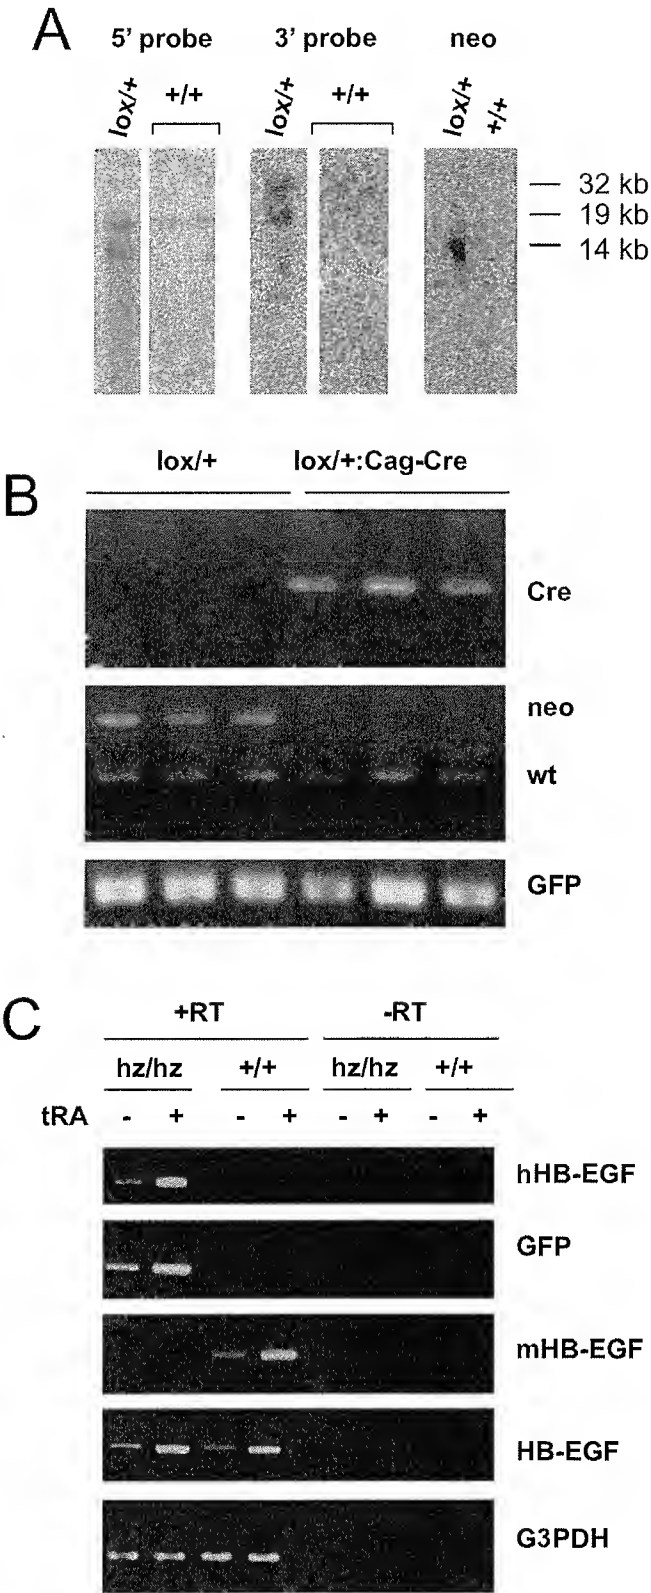 A
5' probe 3' probe neo
lox/+ +/+ lox/+ +/+ lox/+ +/+
32 kb
19 kb
14 kb
B
lox/+ lox/+:Cag-Cre
Cre
neo
wt
GFP
C
+RT -RT
hz/hz +/+ hz/hz +/+
tRA - + - + - + - +
hHB-EGF
GFP
mHB-EGF
HB-EGF
G3PDH